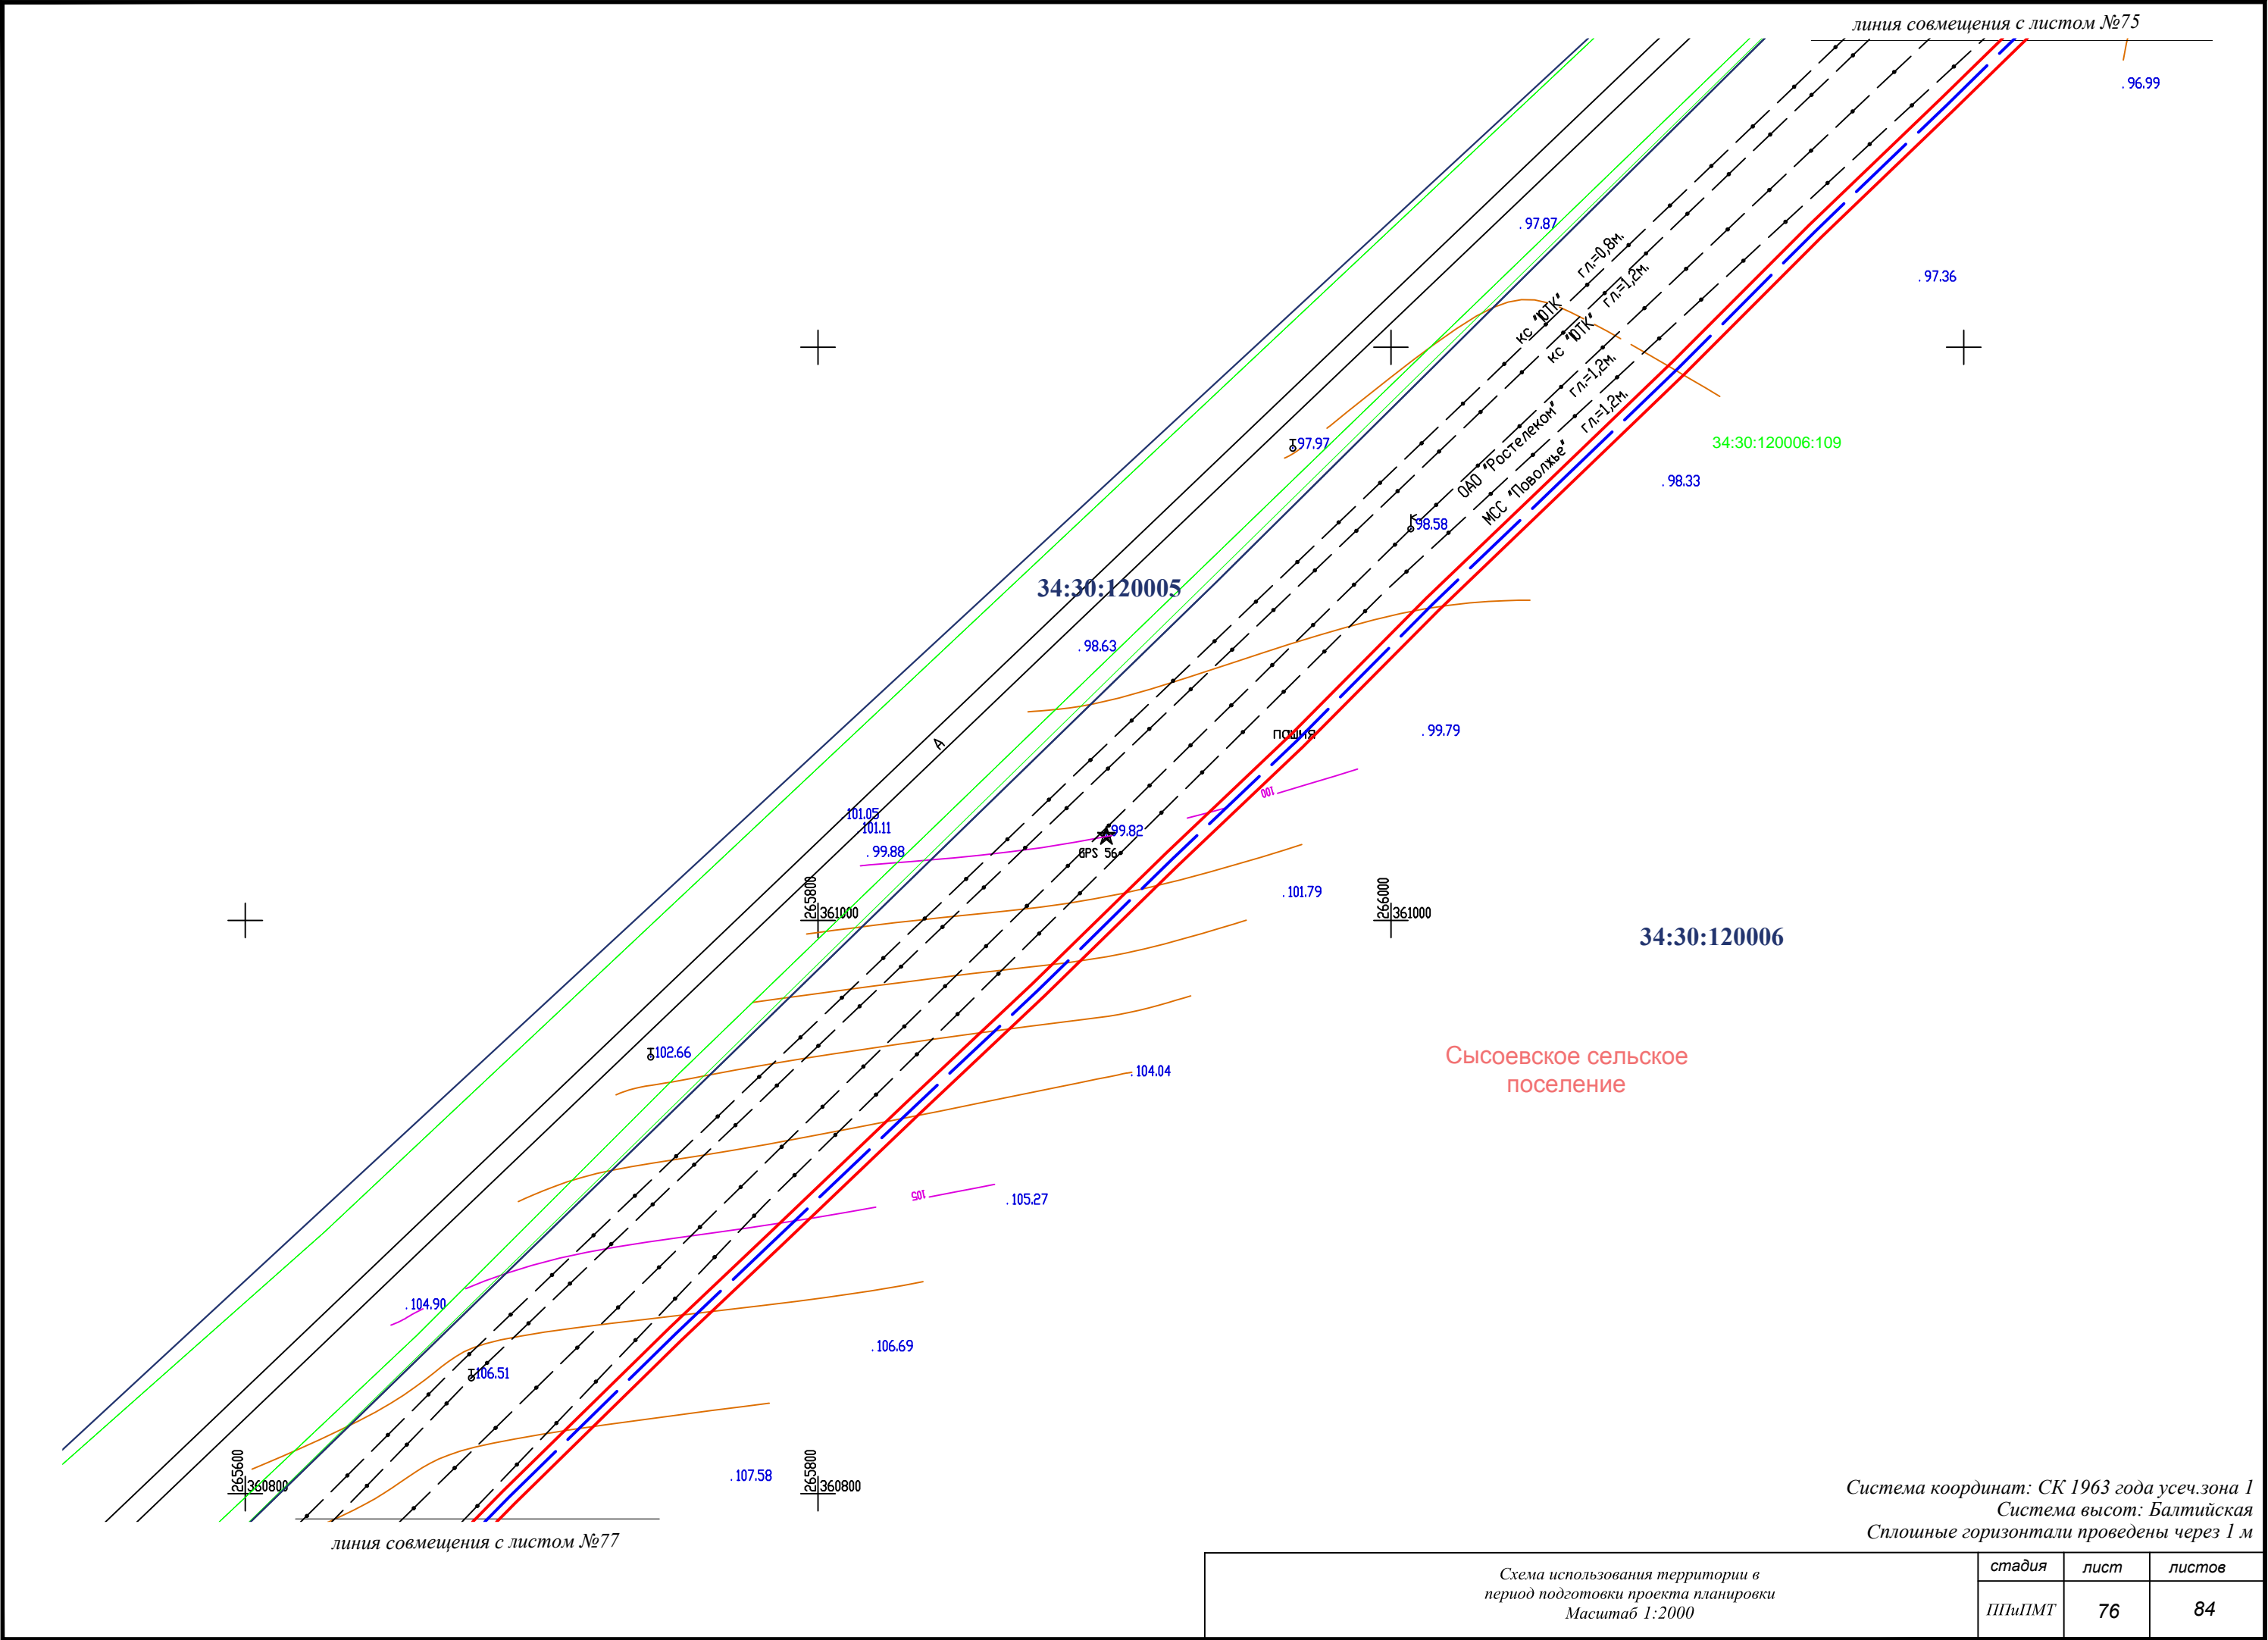 линия совмещения с листом №75
. 96.99
. 97.87
гл.=0,8м.
. 97.36
гл.=1,2м.
кс "ЮТК"
кс "ЮТК"
гл.=1,2м.
гл.=1,2м.
97.97
34:30:120006:109
ОАО "Ростелеком"
МСС "Поволжье"
. 98.33
98.58
34:30:120005
. 98.63
. 99.79
пашня
А
100
101.05
101.11
99.82
. 99.88
GPS 56
. 101.79
265800
361000
266000
361000
34:30:120006
102.66
Сысоевское сельское
поселение
. 104.04
105
. 105.27
. 104.90
. 106.69
106.51
. 107.58
265600
360800
265800
360800
линия совмещения с листом №77
Система координат: СК 1963 года усеч.зона 1
Система высот: Балтийская
Сплошные горизонтали проведены через 1 м
Схема использования территории в
период подготовки проекта планировки
Масштаб 1:2000
стадия лист листов
ППиПМТ 76 84